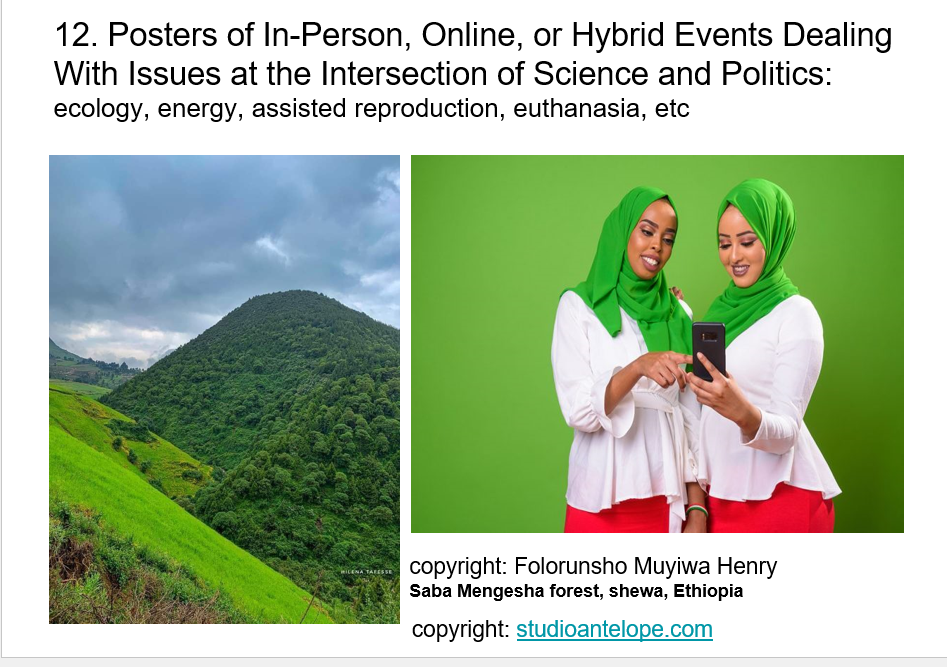 12. Posters of In-Person, Online, or Hybrid Events Dealing
With Issues at the Intersection of Science and Politics:
ecology, energy, assisted reproduction, euthanasia, etc
MILENA TAFESSE
copyright: Folorunsho Muyiwa Henry
Saba Mengesha forest, shewa, Ethiopia
copyright: studioantelope.com